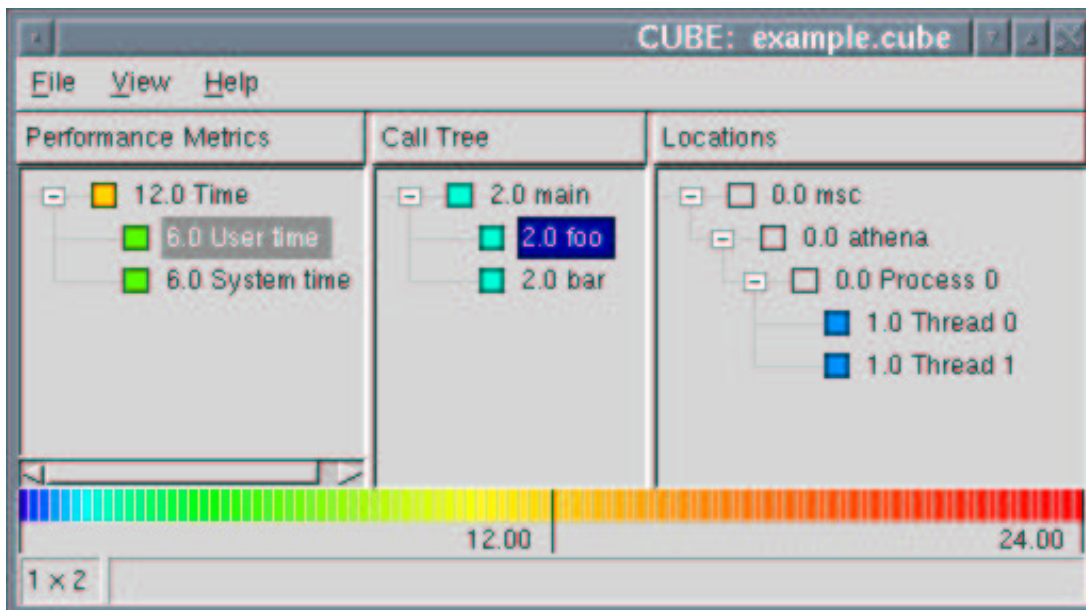 CUBE: example.cube
File View Help
Performance Metrics Call Tree Locations
12.0 Time 2.0 main 0.0 msc
6.0 User time 2.0 foo 0.0 athena
6.0 System time 2.0 bar 0.0 Process 0
1.0 Thread 0
1.0 Thread 1
12.00 24.00
1 x 2